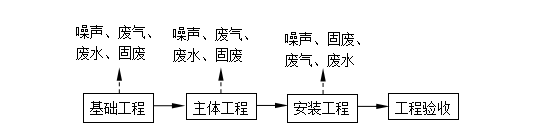 噪声、废气、
废水、固废
噪声、废气、
废水、固废
噪声、固废、
废气、废水
基础工程
主体工程
安装工程
工程验收